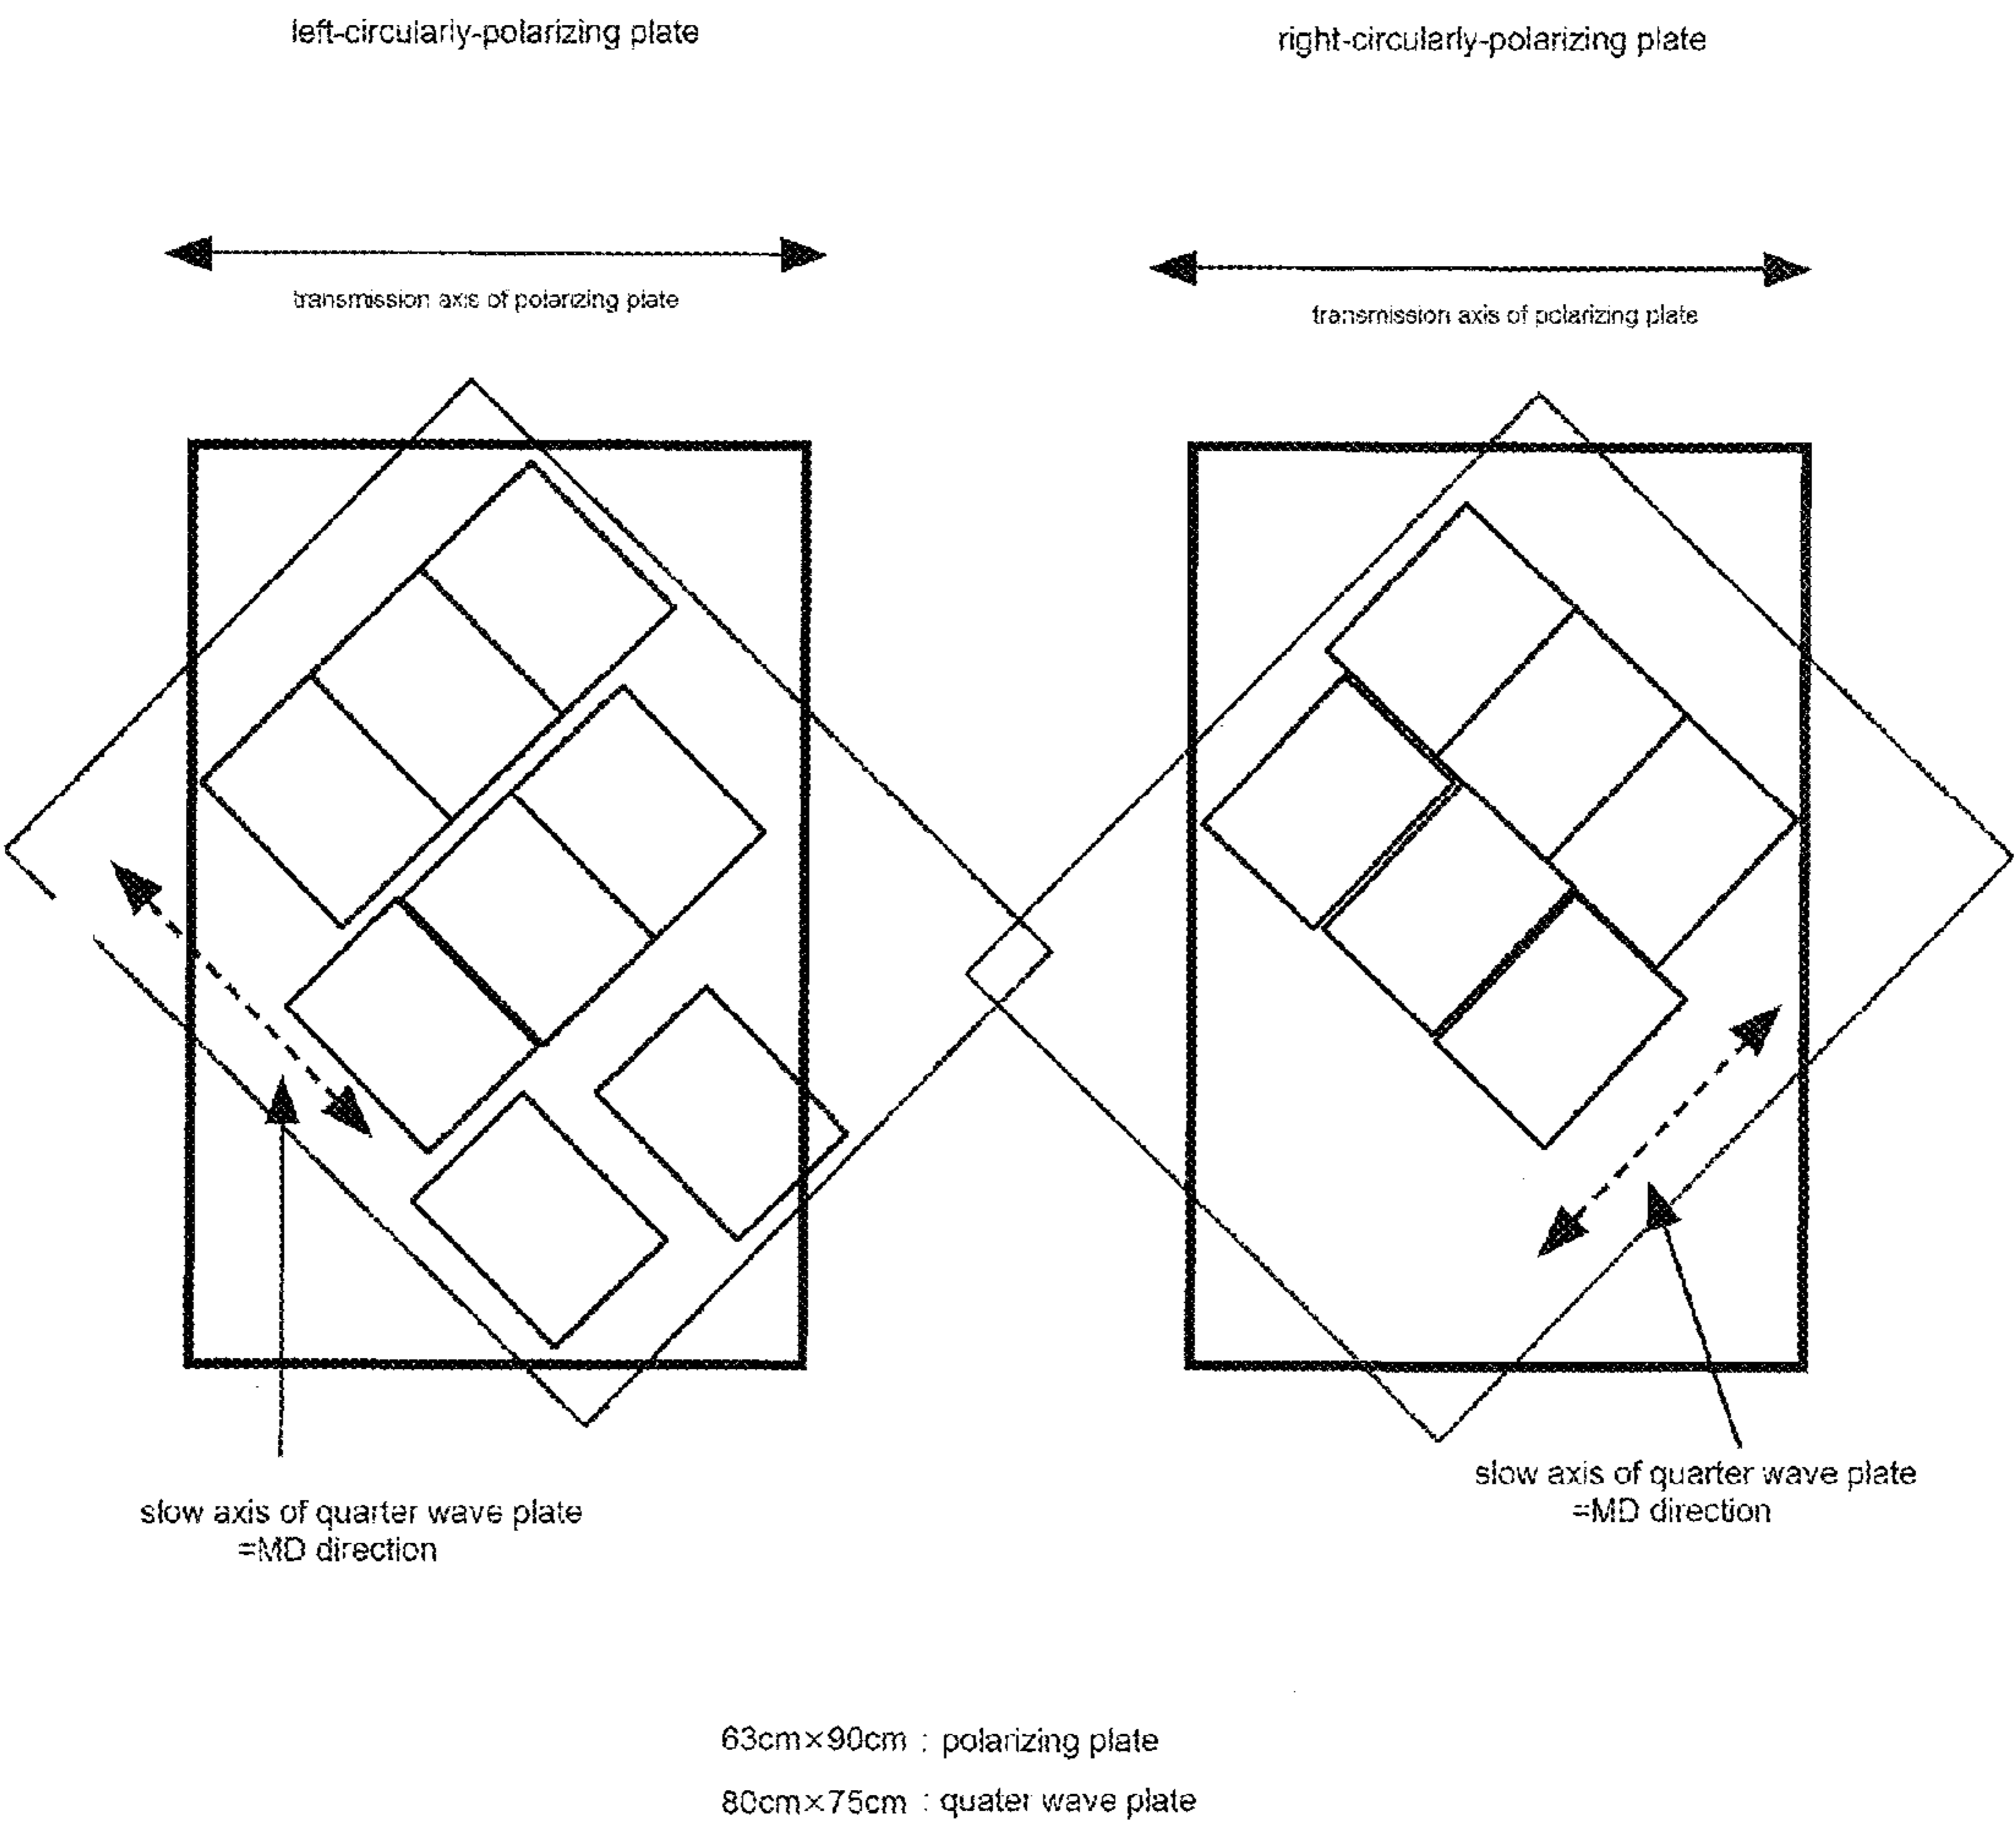 left-circularly-polarizing plate
right-circularly-polarizing plate
transmission axis of polarizing plate
transmission axis of polarizing plate
slow axis of quarter wave plate
=MD direction
slow axis of quarter wave plate
=MD direction
63cm×90cm : polarizing plate
80cm×75cm : quater wave plate